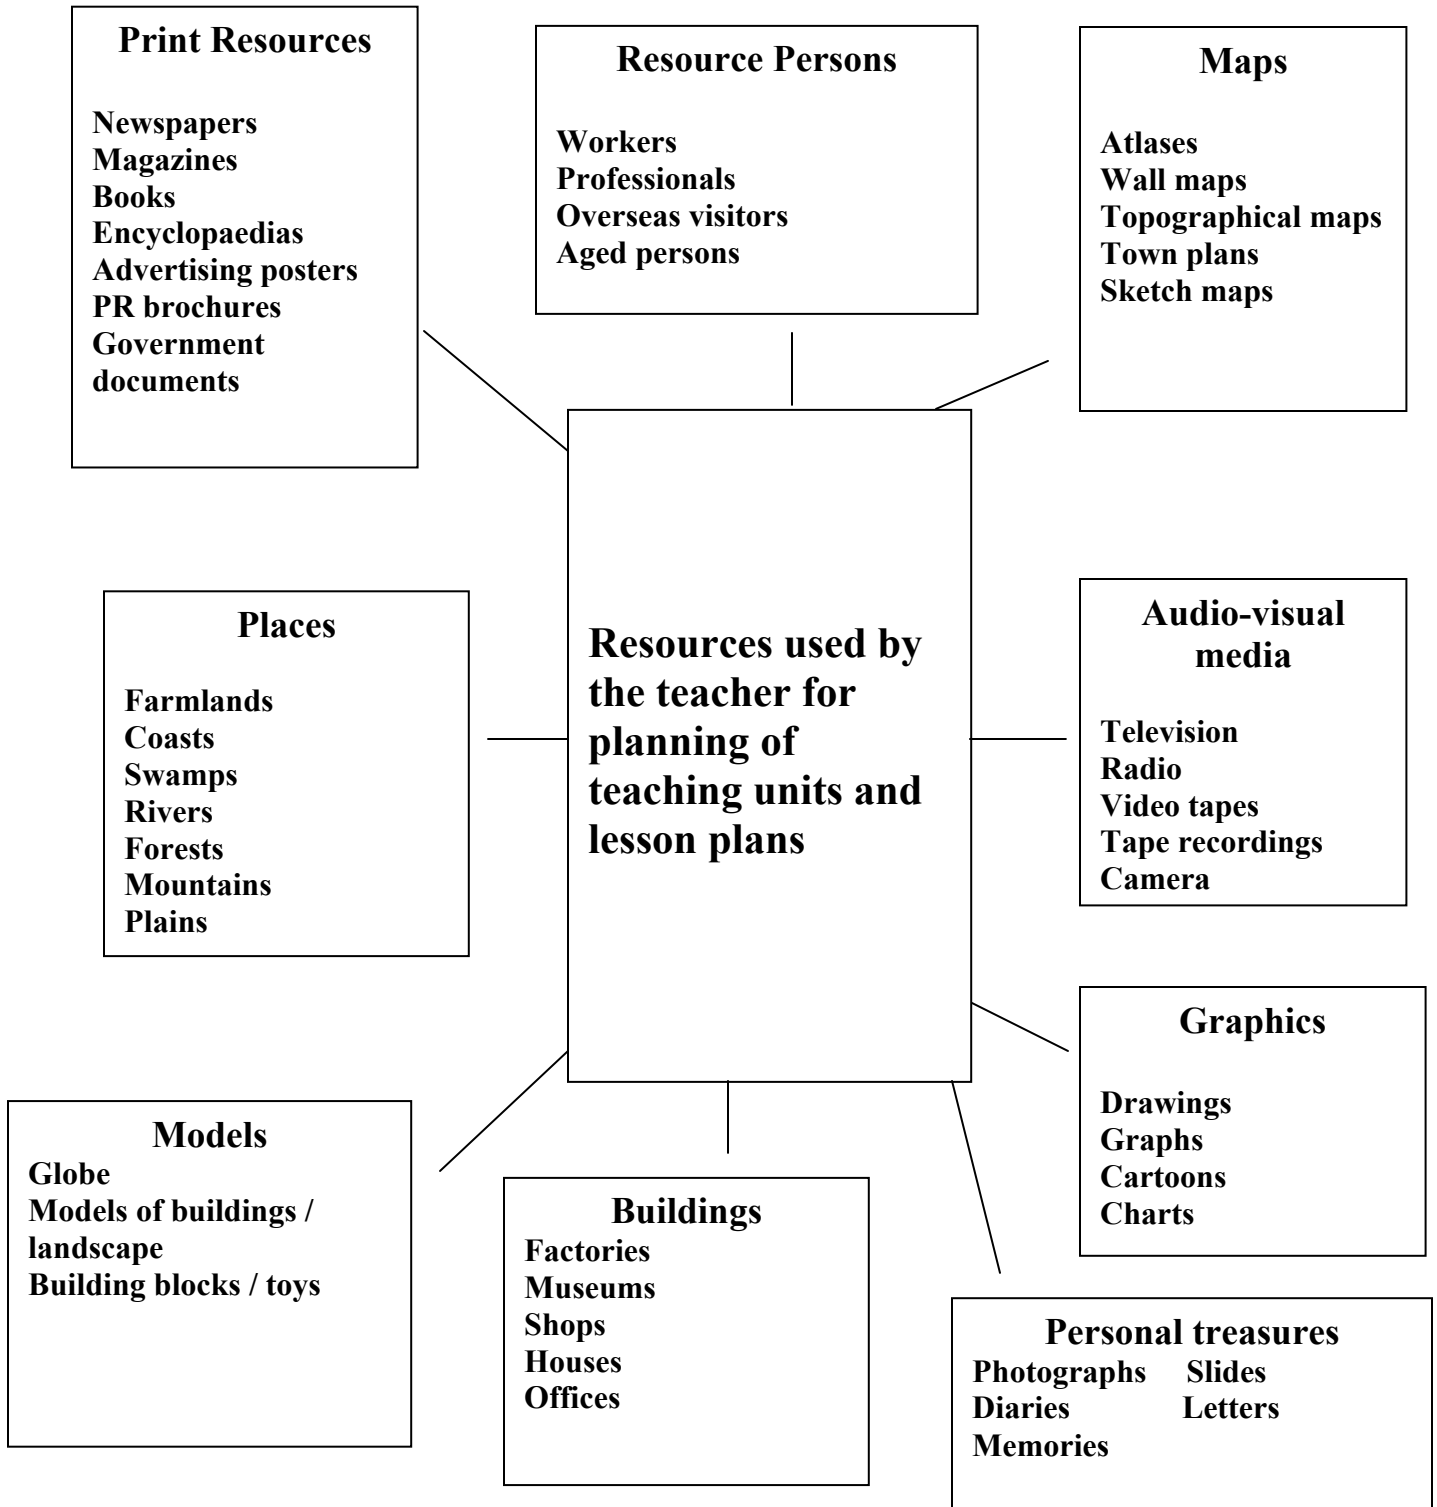 Print Resources
Newspapers
Magazines
Books
Encyclopaedias
Advertising posters
PR brochures
Government
documents
Resource Persons
Workers
Professionals
Overseas visitors
Aged persons
Maps
Atlases
Wall maps
Topographical maps
Town plans
Sketch maps
Places
Farmlands
Coasts
Swamps
Rivers
Forests
Mountains
Plains
Resources used by
the teacher for
planning of
teaching units and
lesson plans
Audio-visual
media
Television
Radio
Video tapes
Tape recordings
Camera
Graphics
Drawings
Graphs
Cartoons
Charts
Models
Globe
Models of buildings /
landscape
Building blocks / toys
Buildings
Factories
Museums
Shops
Houses
Offices
Personal treasures
Photographs Slides
Diaries Letters
Memories